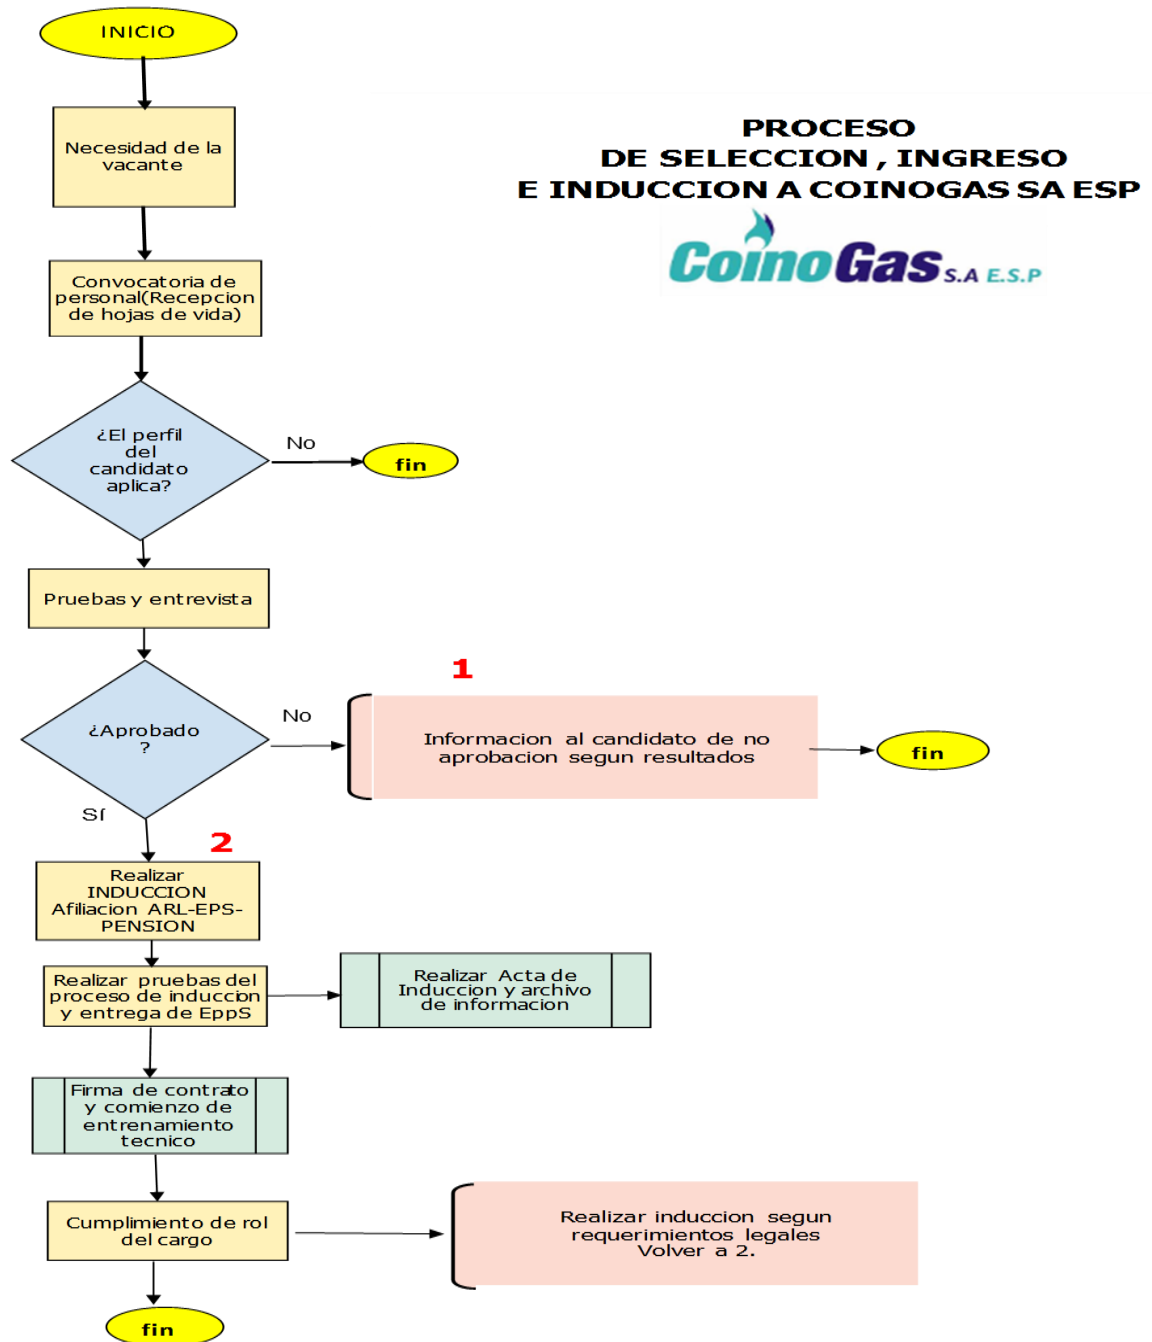 INICIO
PROCESO
DE SELECCION , INGRESO
E INDUCCION A COINOGAS SA ESP
CoinoGas S.A E.S.P
Necesidad de la
vacante
Convocatoria de
personal(Recepcion
de hojas de vida)
¿El perfil
del
candidato
aplica?
No
fin
Pruebas y entrevista
¿Aprobado
?
No
1
Informacion al candidato de no
aprobacion segun resultados
fin
Sí
2
Realizar
INDUCCION
Afiliacion ARL-EPS-
PENSION
Realizar pruebas del
proceso de induccion
y entrega de EppS
Realizar Acta de
Induccion y archivo
de informacion
Firma de contrato
y comienzo de
entrenamiento
tecnico
Cumplimiento de rol
del cargo
Realizar induccion segun
requerimientos legales
Volver a 2.
fin